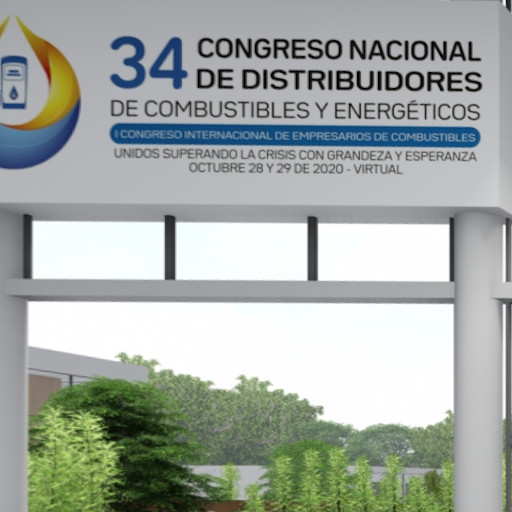 34 CONGRESO NACIONAL
DE DISTRIBUIDORES
DE COMBUSTIBLES Y ENERGÉTICOS
I CONGRESO INTERNACIONAL DE EMPRESARIOS DE COMBUSTIBLES
UNIDOS SUPERANDO LA CRISIS CON GRANDEZA Y ESPERANZA
OCTUBRE 28 Y 29 DE 2020 - VIRTUAL